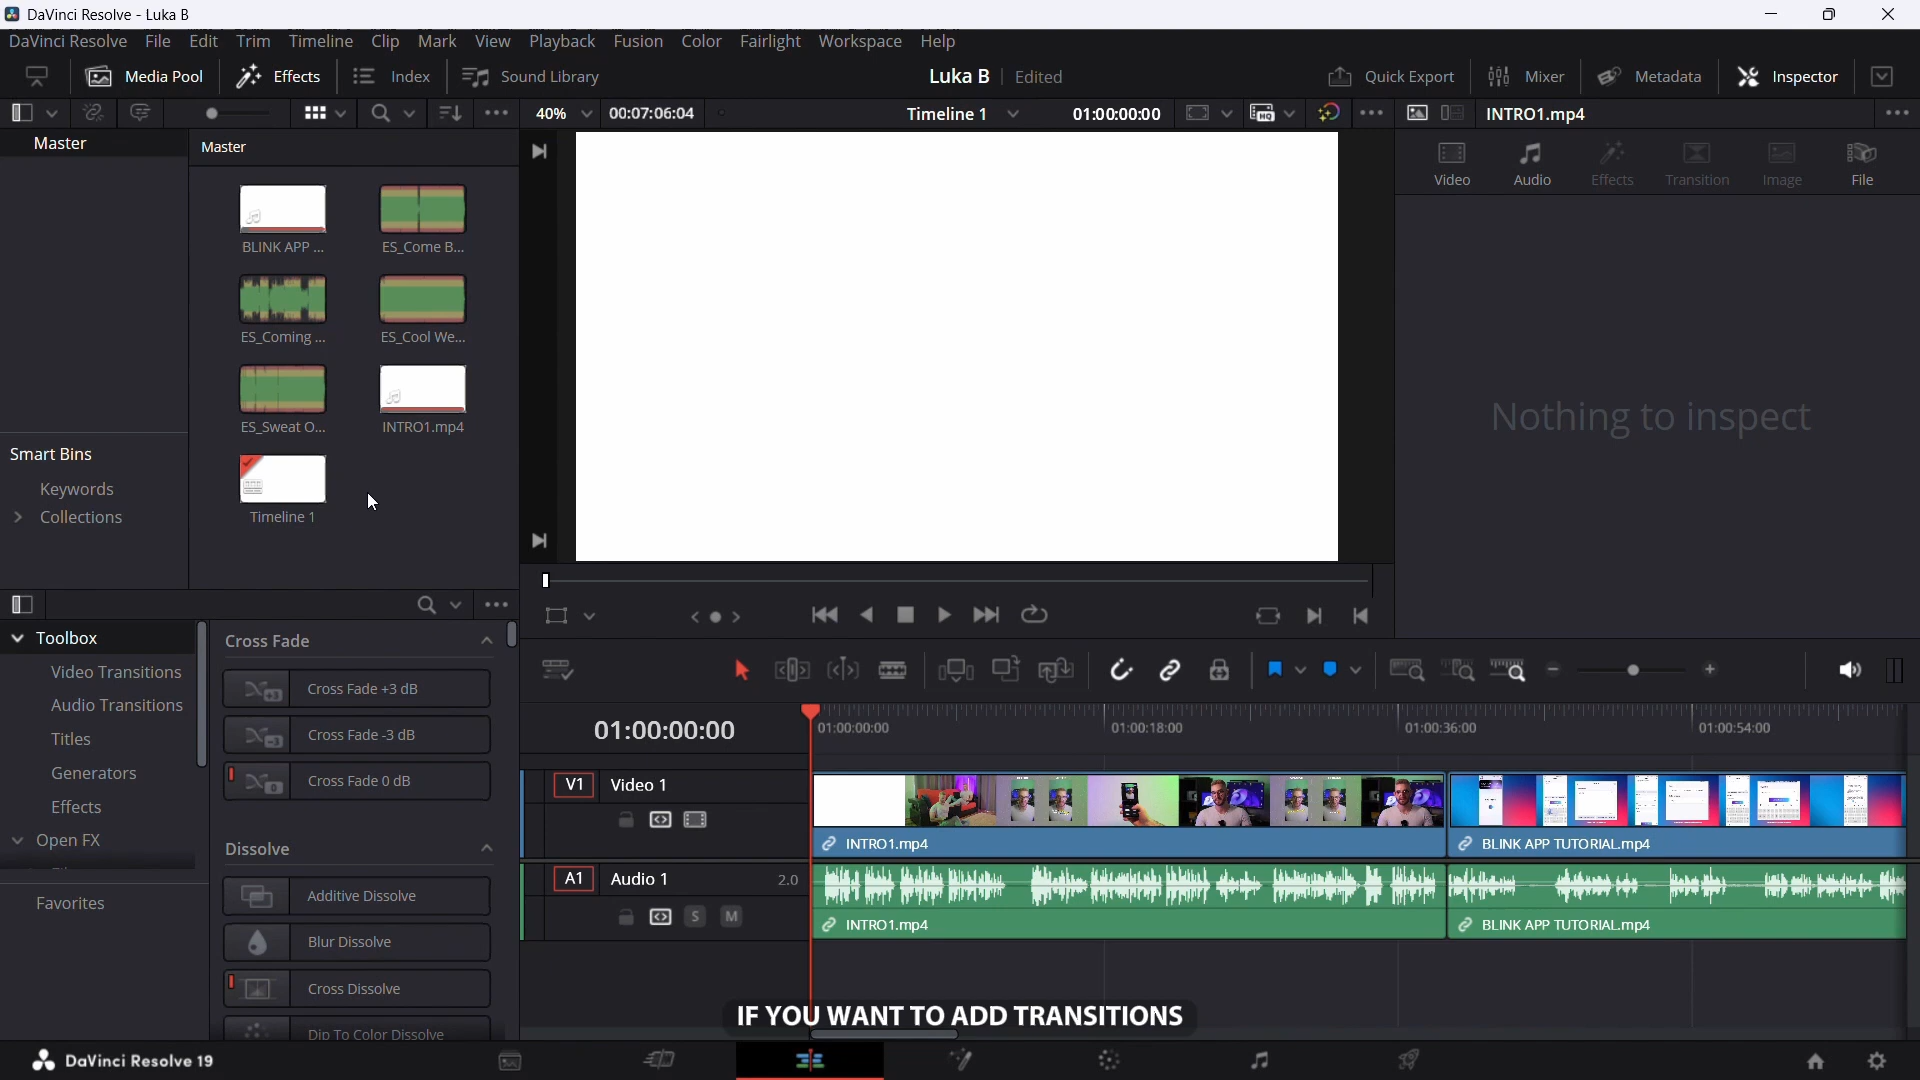 DaVinci Resolve - Luka B
DaVinci Resolve File Edit Trim Timeline Clip Mark View Playback Fusion Color Fairlight Workspace Help
Media Pool Effects Index Sound Library Luka B Edited Quick Export Mixer Metadata Inspector
40% 00:07:06:04 Timeline 1 01:00:00:00 INTRO1.mp4
Master
Master
Video Audio Effects Transition Image File
BLINK APP ...
ES_Come B...
ES_Coming ...
ES_Cool We...
ES_Sweat O...
INTRO1.mp4
Timeline 1
Nothing to inspect
Smart Bins
Keywords
Collections
Toolbox
Video Transitions
Audio Transitions
Titles
Generators
Effects
Open FX
Favorites
Cross Fade
Cross Fade +3 dB
Cross Fade -3 dB
Cross Fade 0 dB
Dissolve
Additive Dissolve
Blur Dissolve
Cross Dissolve
Dip To Color Dissolve
01:00:00:00
01:00:00:00 01:00:18:00 01:00:36:00 01:00:54:00
V1 Video 1
INTRO1.mp4 BLINK APP TUTORIAL.mp4
A1 Audio 1 2.0
S M
INTRO1.mp4 BLINK APP TUTORIAL.mp4
IF YOU WANT TO ADD TRANSITIONS
DaVinci Resolve 19